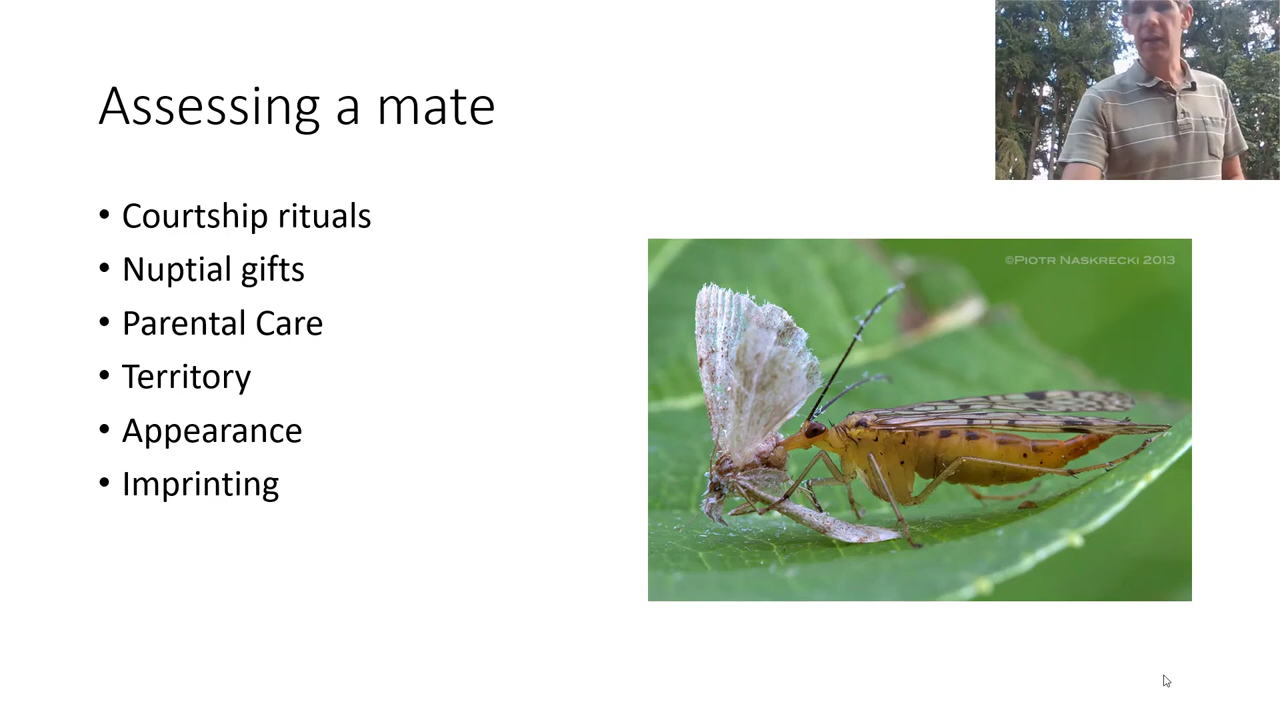 Assessing a mate
• Courtship rituals
• Nuptial gifts
• Parental Care
• Territory
• Appearance
• Imprinting
©Piotr Naskrecki 2013